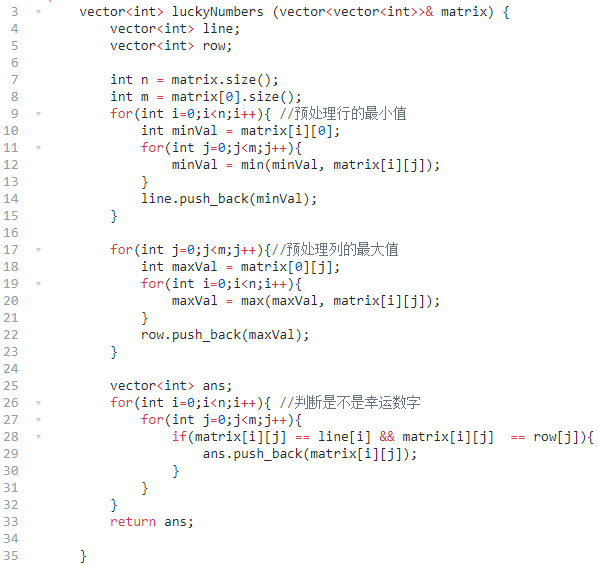 3 vector<int> luckyNumbers (vector<vector<int>>& matrix) {
4 vector<int> line;
5 vector<int> row;
6
7 int n = matrix.size();
8 int m = matrix[0].size();
9 for(int i=0;i<n;i++){ //预处理行的最小值
10 int minVal = matrix[i][0];
11 for(int j=0;j<m;j++){
12 minVal = min(minVal, matrix[i][j]);
13 }
14 line.push_back(minVal);
15 }
16
17 for(int j=0;j<m;j++){//预处理列的最大值
18 int maxVal = matrix[0][j];
19 for(int i=0;i<n;i++){
20 maxVal = max(maxVal, matrix[i][j]);
21 }
22 row.push_back(maxVal);
23 }
24
25 vector<int> ans;
26 for(int i=0;i<n;i++){ //判断是不是幸运数字
27 for(int j=0;j<m;j++){
28 if(matrix[i][j] == line[i] && matrix[i][j]  == row[j]){
29 ans.push_back(matrix[i][j]);
30 }
31 }
32 }
33 return ans;
34
35 }